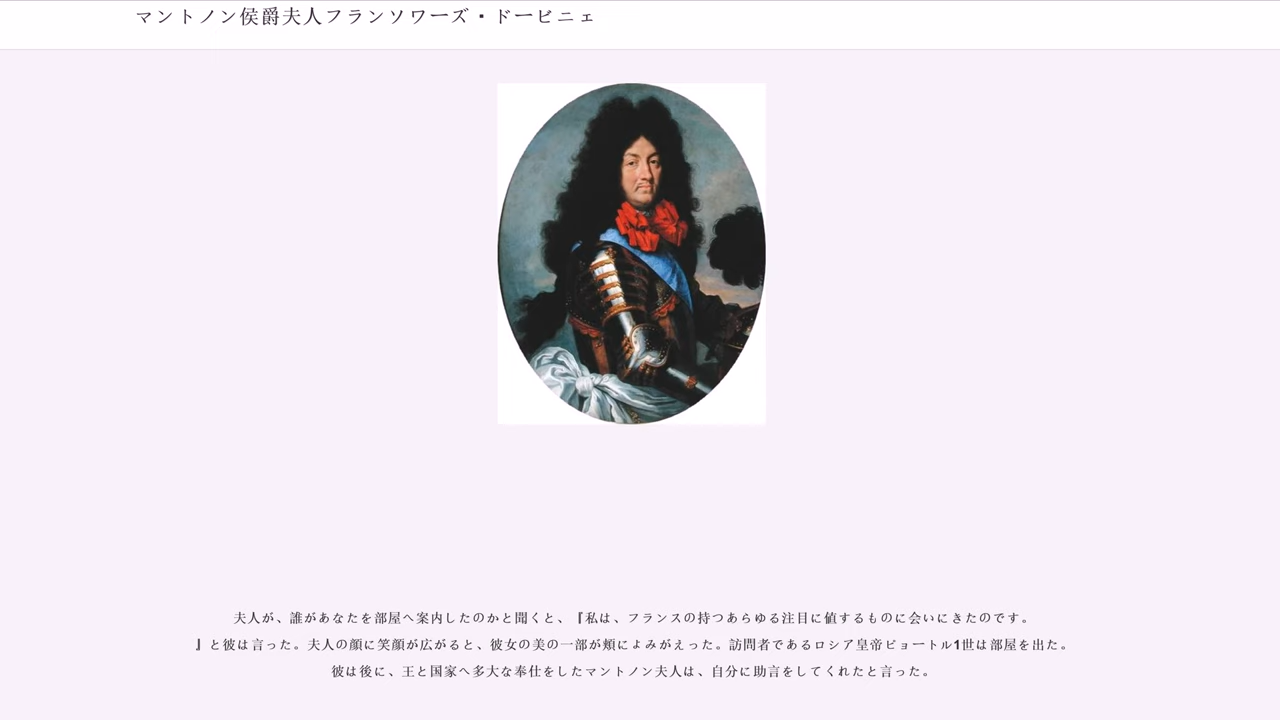 マントノン侯爵夫人フランソワーズ・ドービニェ
夫人が、誰があなたを部屋へ案内したのかと聞くと、『私は、フランスの持つあらゆる注目に値するものに会いにきたのです。
』と彼は言った。夫人の顔に笑顔が広がると、彼女の美の一部が頬によみがえった。訪問者であるロシア皇帝ピョートル1世は部屋を出た。
彼は後に、王と国家へ多大な奉仕をしたマントノン夫人は、自分に助言をしてくれたと言った。